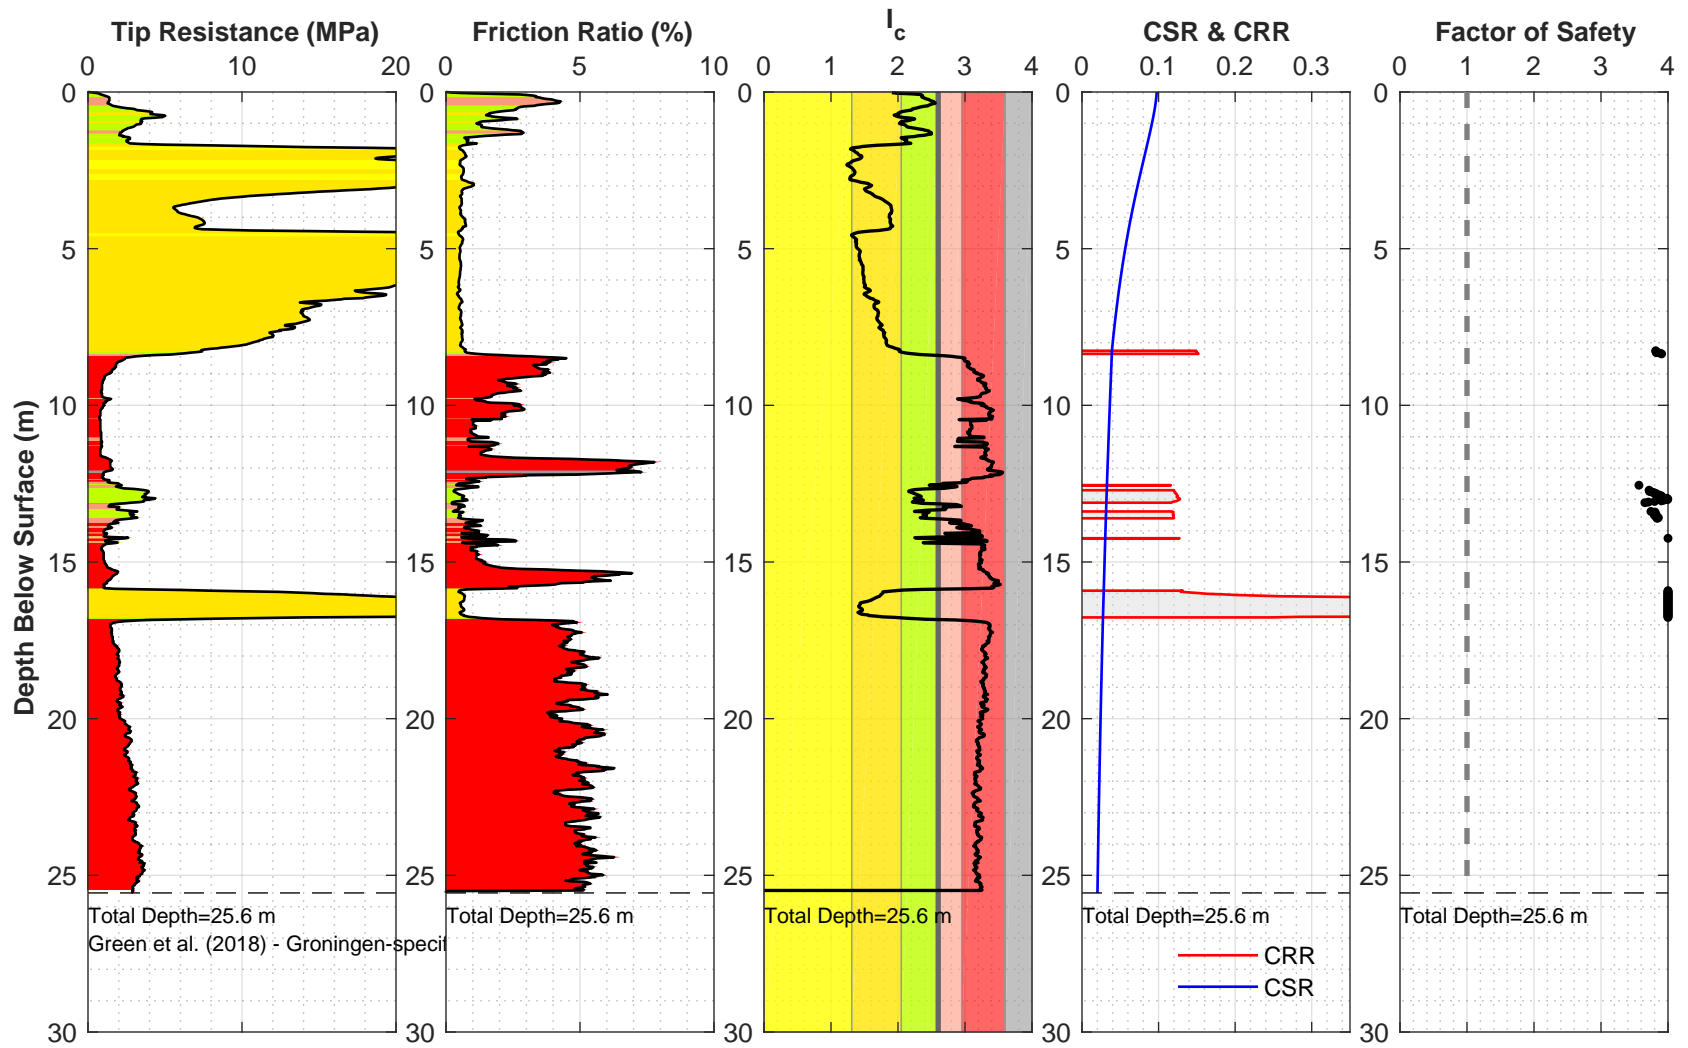 Tip Resistance (MPa)
Friction Ratio (%)
I
c
CSR & CRR
Factor of Safety
0 10 20
0 5 10
0 1 2 3 4
0 0.1 0.2 0.3
0 1 2 3 4
0 0 0 0 0
5 5 5 5 5
10 10 10 10 10
15 15 15 15 15
20 20 20 20 20
25 25 25 25 25
30 30 30 30 30
Depth Below Surface (m)
Total Depth=25.6 m
Total Depth=25.6 m
Total Depth=25.6 m
Total Depth=25.6 m
Total Depth=25.6 m
Green et al. (2018) - Groningen-specif
CRR
CSR